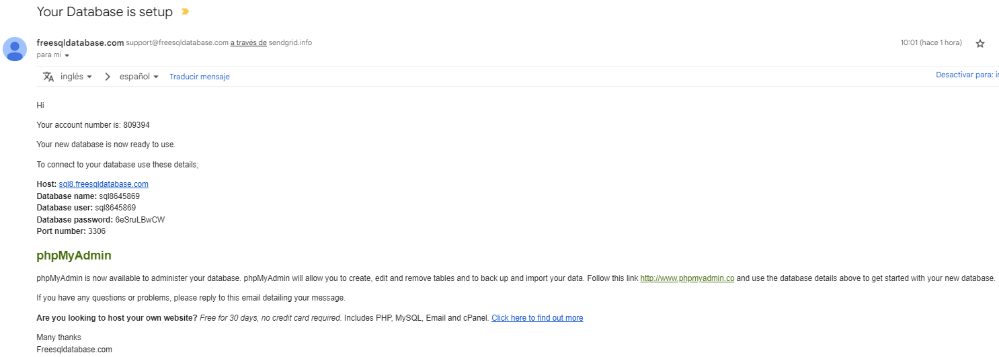 Your Database is setup
freesqldatabase.com support@freesqldatabase.com a través de sendgrid.info
10:01 (hace 1 hora)
para mí
inglés español Traducir mensaje
Desactivar para:
Hi
Your account number is: 809394
Your new database is now ready to use.
To connect to your database use these details;
Host: sql8.freesqldatabase.com
Database name: sql8645869
Database user: sql8645869
Database password: 6eSruLBwCW
Port number: 3306
phpMyAdmin
phpMyAdmin is now available to administer your database. phpMyAdmin will allow you to create, edit and remove tables and to back up and import your data. Follow this link http://www.phpmyadmin.co and use the database details above to get started with your new database.
If you have any questions or problems, please reply to this email detailing your message.
Are you looking to host your own website? Free for 30 days, no credit card required. Includes PHP, MySQL, Email and cPanel. Click here to find out more
Many thanks
Freesqldatabase.com